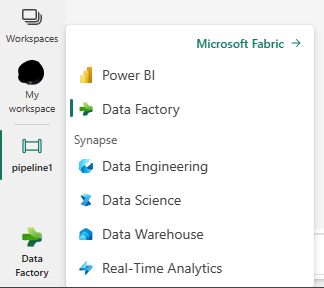 Workspaces
My
workspace
pipeline1
Data
Factory
Microsoft Fabric →
Power BI
Data Factory
Synapse
Data Engineering
Data Science
Data Warehouse
Real-Time Analytics